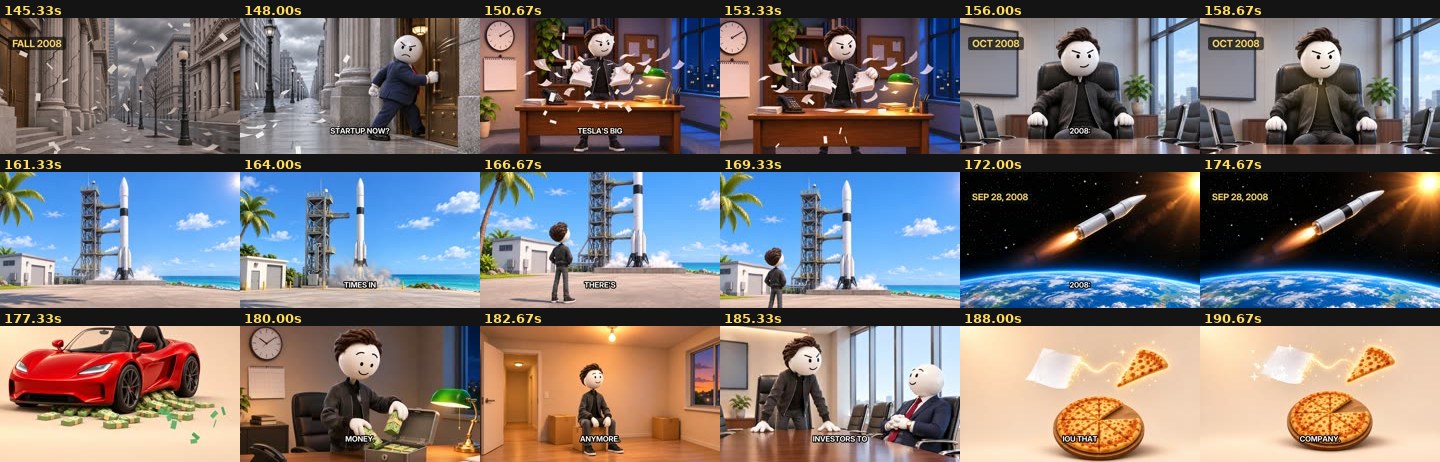 145.33s
148.00s
150.67s
153.33s
156.00s
158.67s
FALL 2008
STARTUP NOW?
TESLA'S BIG
OCT 2008
2008:
OCT 2008
161.33s
164.00s
166.67s
169.33s
172.00s
174.67s
TIMES IN
THERE'S
SEP 28, 2008
2008:
SEP 28, 2008
177.33s
180.00s
182.67s
185.33s
188.00s
190.67s
MONEY
ANYMORE.
INVESTORS TO
IOU THAT
COMPANY.